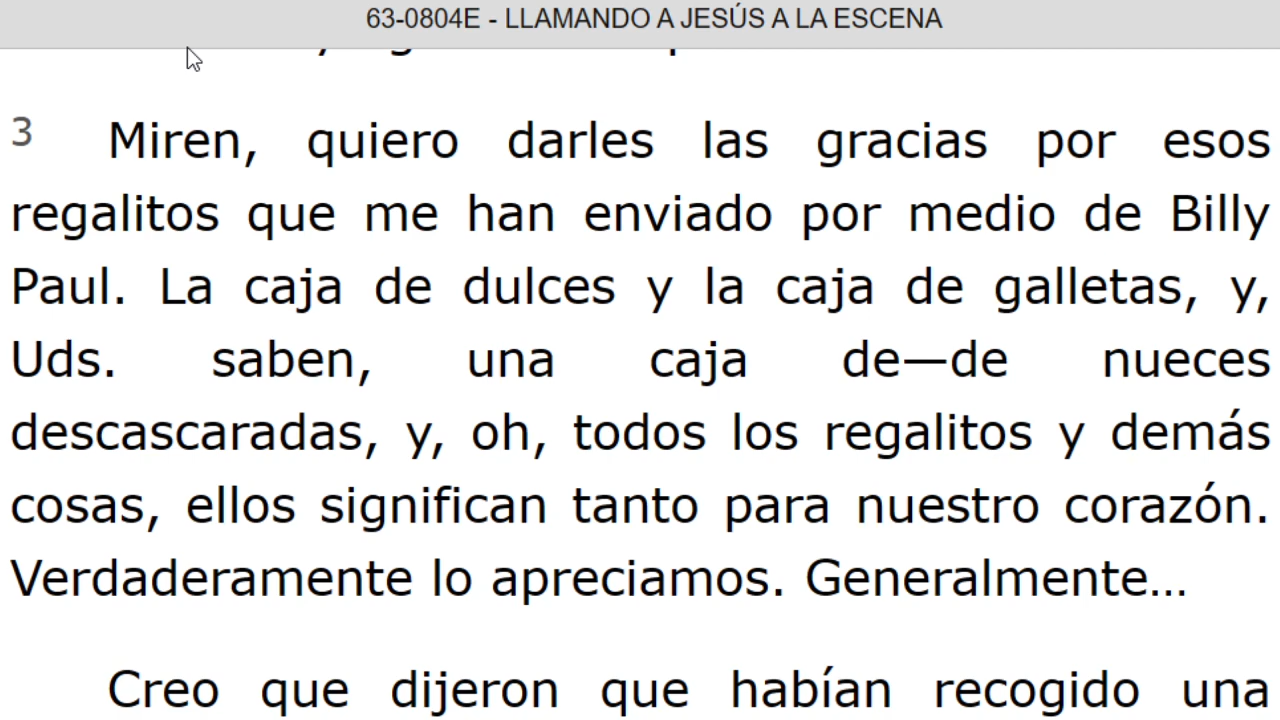 63-0804E - LLAMANDO A JESÚS A LA ESCENA
3 Miren, quiero darles las gracias por esos
regalitos que me han enviado por medio de Billy
Paul. La caja de dulces y la caja de galletas, y,
Uds. saben, una caja de—de nueces
descascaradas, y, oh, todos los regalitos y demás
cosas, ellos significan tanto para nuestro corazón.
Verdaderamente lo apreciamos. Generalmente…
Creo que dijeron que habían recogido una